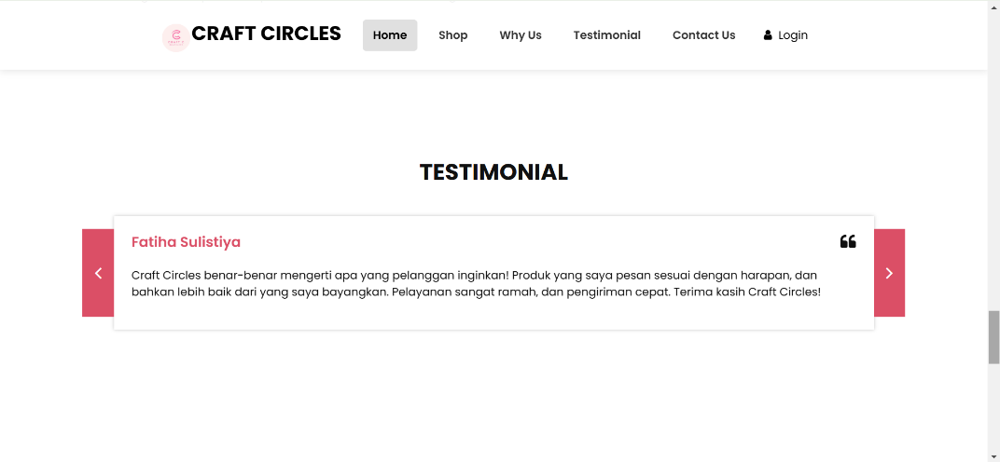 CRAFT CIRCLES Home Shop Why Us Testimonial Contact Us Login
TESTIMONIAL
Fatiha Sulistiya
Craft Circles benar-benar mengerti apa yang pelanggan inginkan! Produk yang saya pesan sesuai dengan harapan, dan
bahkan lebih baik dari yang saya bayangkan. Pelayanan sangat ramah, dan pengiriman cepat. Terima kasih Craft Circles!